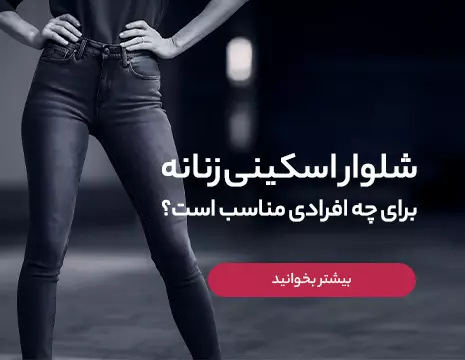 شلوار اسکینی زنانه
برای چه افرادی مناسب است؟
بیشتر بخوانید